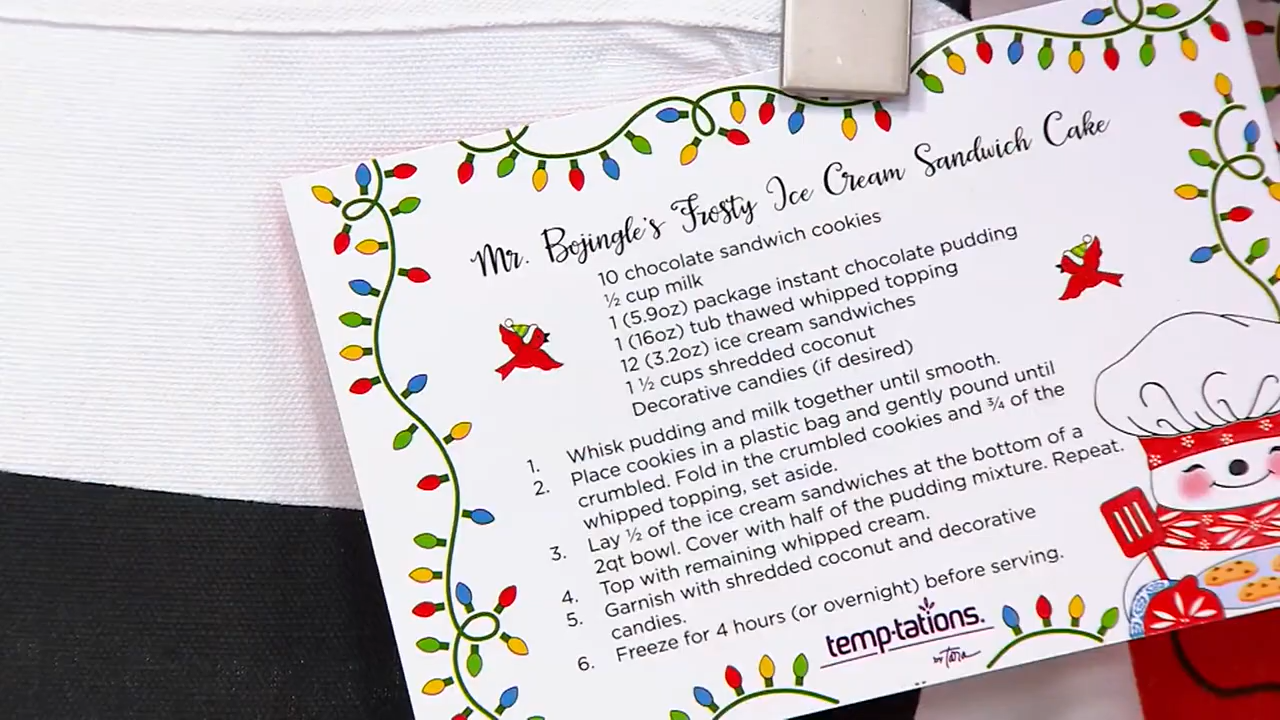 Mr. Bojingle's Frosty Ice Cream Sandwich Cake
10 chocolate sandwich cookies
½ cup milk
1 (5.9oz) package instant chocolate pudding
1 (16oz) tub thawed whipped topping
12 (3.2oz) ice cream sandwiches
1 ½ cups shredded coconut
Decorative candies (if desired)
1. Whisk pudding and milk together until smooth.
2. Place cookies in a plastic bag and gently pound until
crumbled. Fold in the crumbled cookies and ¾ of the
whipped topping, set aside.
3. Lay ½ of the ice cream sandwiches at the bottom of a
2qt bowl. Cover with half of the pudding mixture. Repeat.
4. Top with remaining whipped cream.
5. Garnish with shredded coconut and decorative
candies.
6. Freeze for 4 hours (or overnight) before serving.
temp-tations.
by Tara